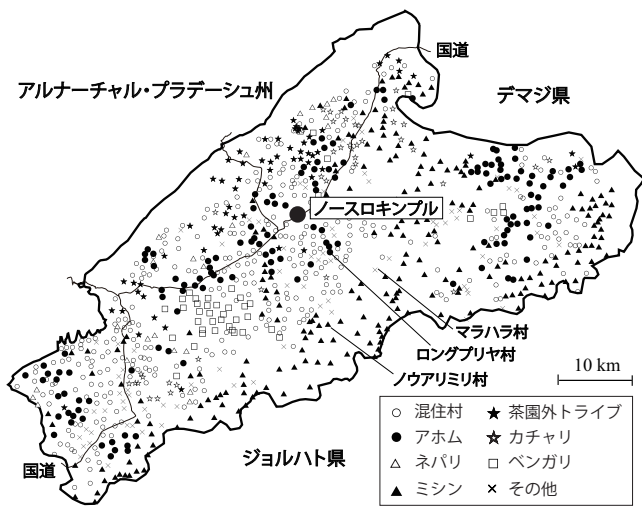 国道
アルナーチャル・プラデーシュ州
デマジ県
ノースロキンプル
マラハラ村
ロングプリヤ村
ノウアリミリ村
10 km
ジョルハト県
国道
混住村
アホム
ネパリ
ミシン
茶園外トライブ
カチャリ
ベンガリ
その他